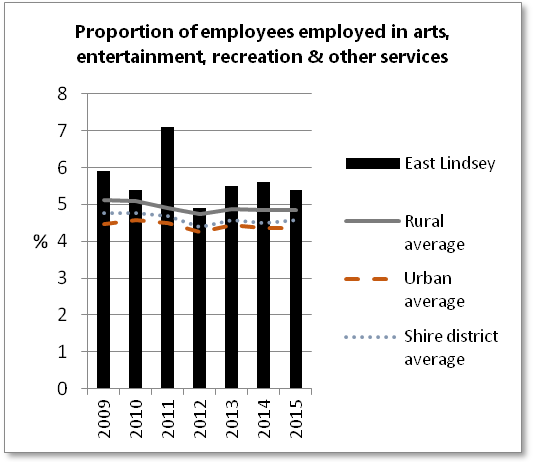 Proportion of employees employed in arts,
entertainment, recreation & other services
8
7
6
5
4
3
2
1
0
%
2009
2010
2011
2012
2013
2014
2015
East Lindsey
Rural
average
Urban
average
Shire district
average